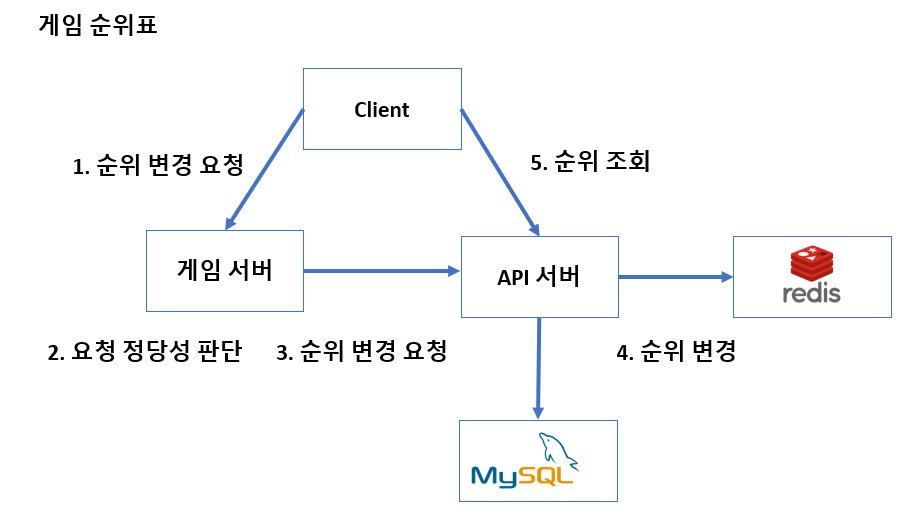 게임 순위표
Client
1. 순위 변경 요청
5. 순위 조회
게임 서버
API 서버
redis
2. 요청 정당성 판단
3. 순위 변경 요청
4. 순위 변경
MySQL